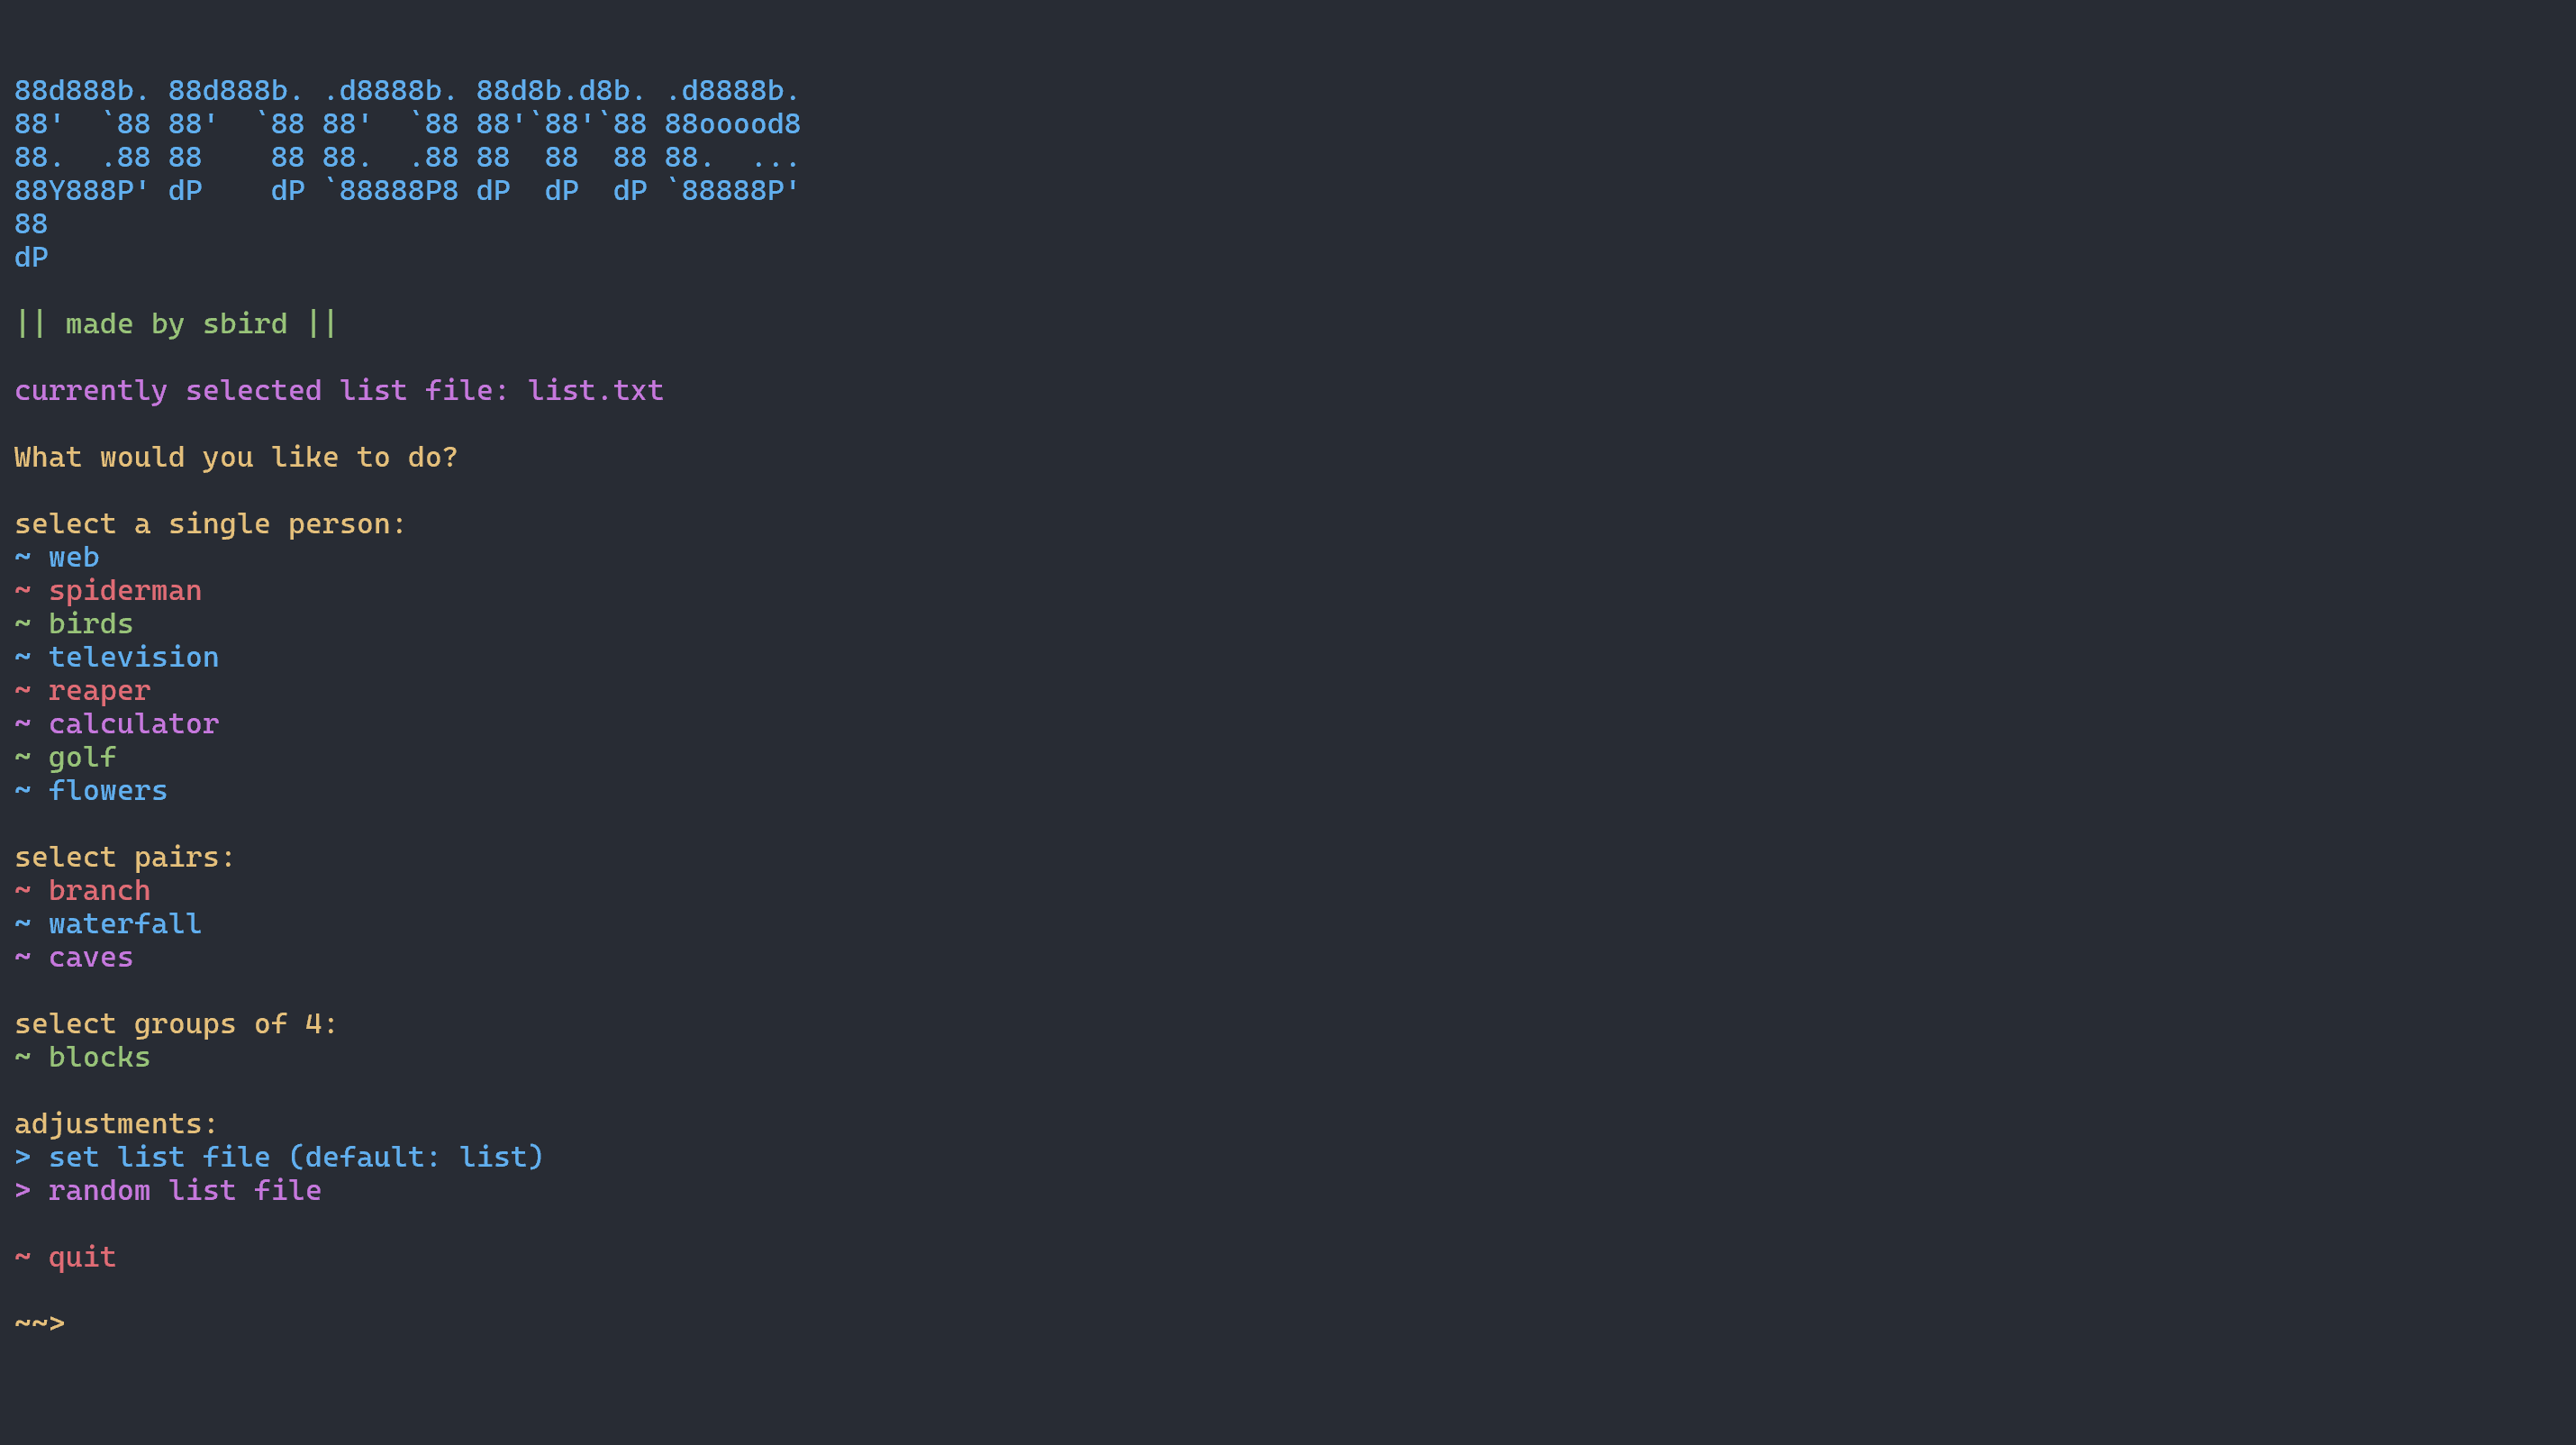 88d888b. 88d888b. .d8888b. 88d8b.d8b. .d8888b.
88'  `88 88'  `88 88'  `88 88'`88'`88 88ooood8
88.  .88 88    88 88.  .88 88  88  88 88.  ...
88Y888P' dP    dP `88888P8 dP  dP  dP `88888P'
88
dP
|| made by sbird ||
currently selected list file: list.txt
What would you like to do?
select a single person:
~ web
~ spiderman
~ birds
~ television
~ reaper
~ calculator
~ golf
~ flowers
select pairs:
~ branch
~ waterfall
~ caves
select groups of 4:
~ blocks
adjustments:
> set list file (default: list)
> random list file
~ quit
~~>